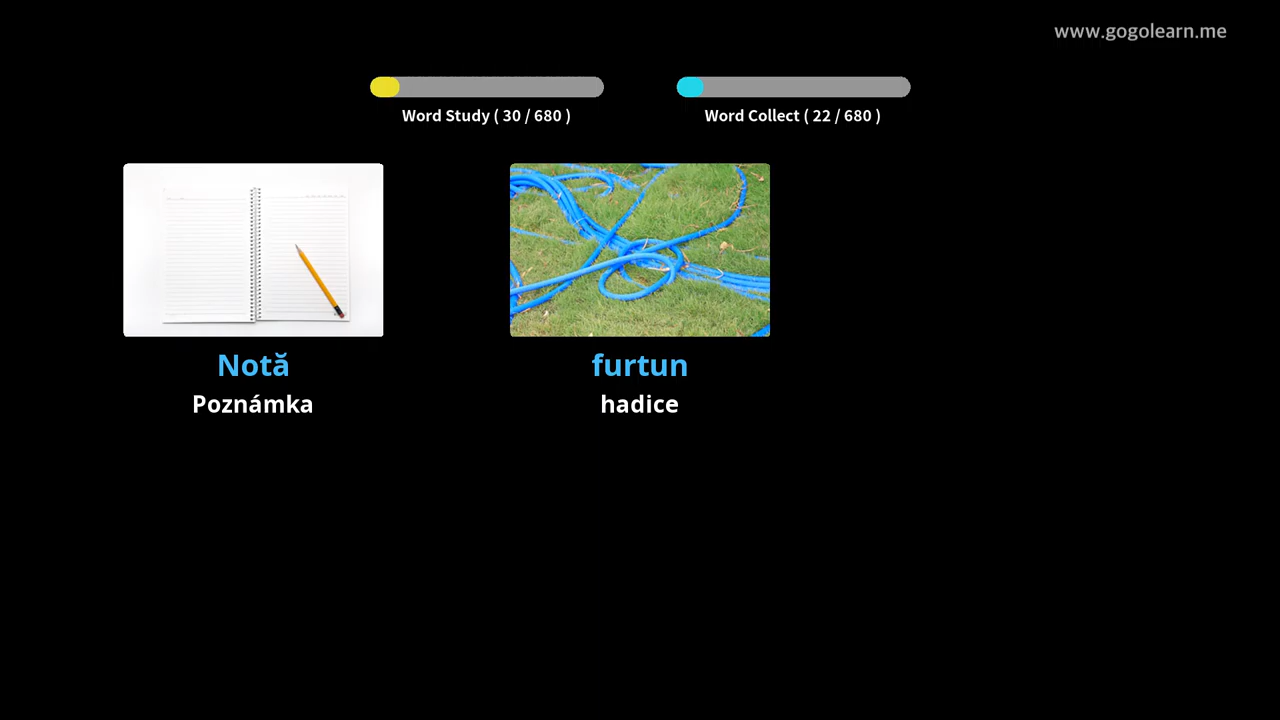 www.gogolearn.me
Word Study ( 30 / 680 )
Word Collect ( 22 / 680 )
Notă
Poznámka
furtun
hadice